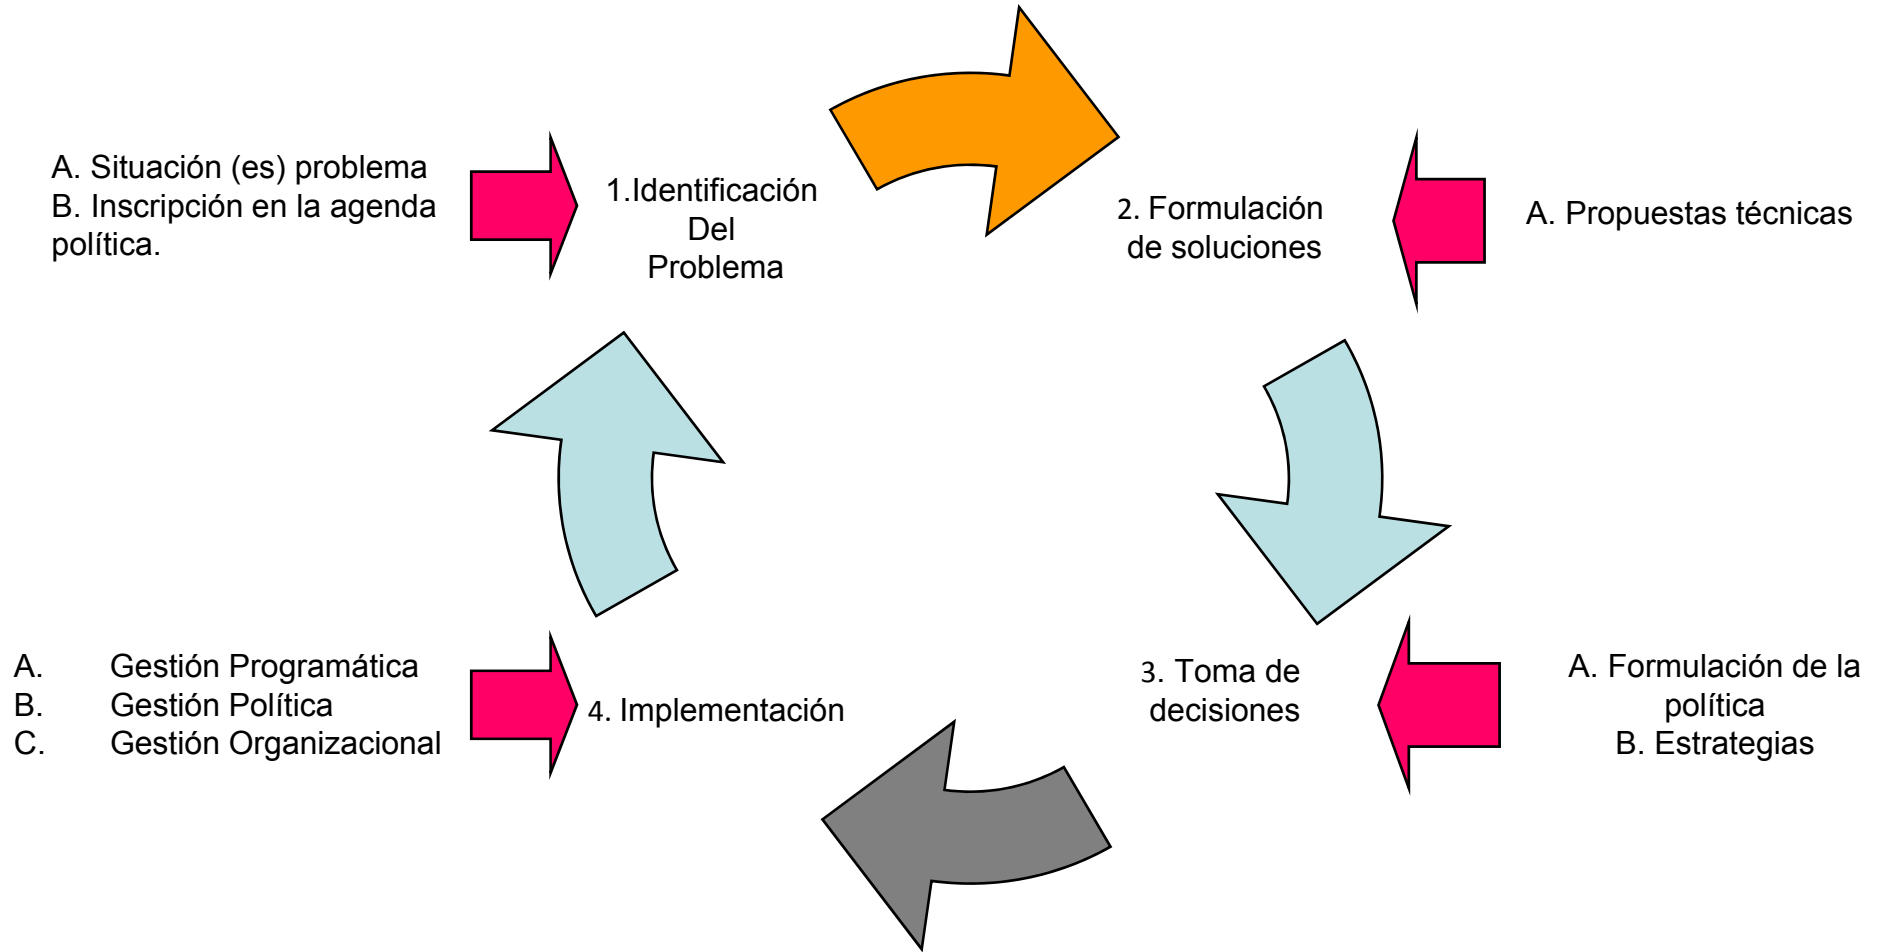 A. Situación (es) problema
B. Inscripción en la agenda
política.
1.Identificación
Del
Problema
2. Formulación
de soluciones
A. Propuestas técnicas
A. Gestión Programática
B. Gestión Política
C. Gestión Organizacional
4. Implementación
3. Toma de
decisiones
A. Formulación de la
política
B. Estrategias